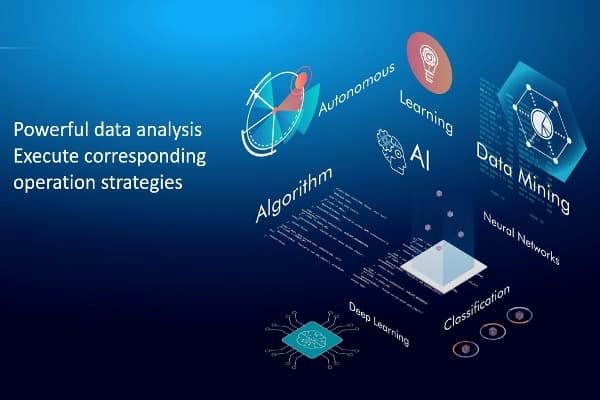 Powerful data analysis
Execute corresponding
operation strategies
Autonomous
Learning
AI
Data Mining
Algorithm
Neural Networks
Deep Learning
Classification